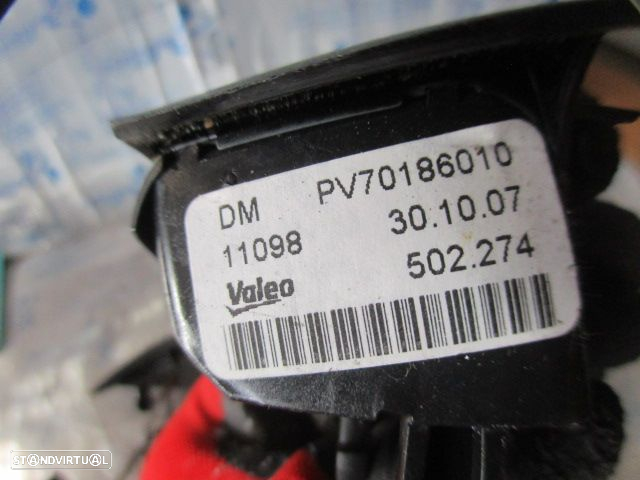 DM PV70186010
11098 30.10.07
Valeo 502.274
STANDVIRTUAL